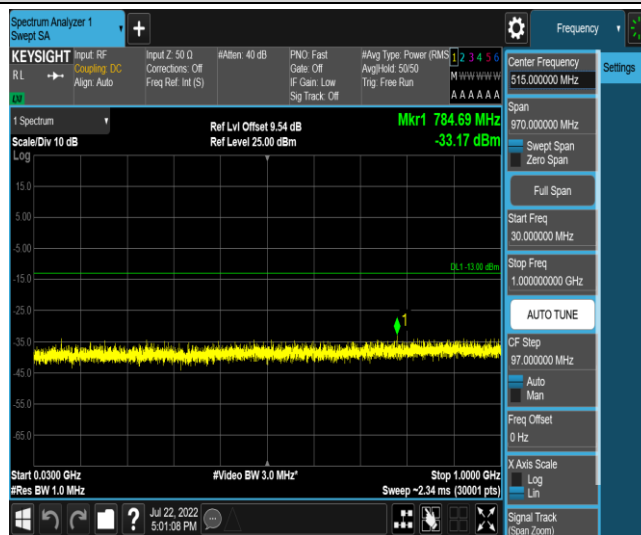 Spectrum Analyzer 1
Swept SA
Frequency
KEYSIGHT
RL
Input: RF
Coupling: DC
Align: Auto
Input Z: 50 Ω
Corrections: Off
Freq Ref: Int (S)
#Atten: 40 dB
PNO: Fast
Gate: Off
IF Gain: Low
Sig Track: Off
#Avg Type: Power (RMS
Avg|Hold: 50/50
Trig: Free Run
1 2 3 4 5 6
M W W W W W
A A A A A A
1 Spectrum
Scale/Div 10 dB
Log
Ref Lvl Offset 9.54 dB
Ref Level 25.00 dBm
Mkr1 784.69 MHz
-33.17 dBm
15.0
5.00
-5.00
-15.0
-25.0
-35.0
-45.0
-55.0
-65.0
DL1 -13.00 dBm
1
Start 0.0300 GHz
#Res BW 1.0 MHz
#Video BW 3.0 MHz*
Stop 1.0000 GHz
Sweep ~2.34 ms (30001 pts)
?
Jul 22, 2022
5:01:08 PM
Center Frequency
515.000000 MHz
Settings
Span
970.000000 MHz
Swept Span
Zero Span
Full Span
Start Freq
30.000000 MHz
Stop Freq
1.000000000 GHz
AUTO TUNE
CF Step
97.000000 MHz
Auto
Man
Freq Offset
0 Hz
X Axis Scale
Log
Lin
Signal Track
(Span Zoom)